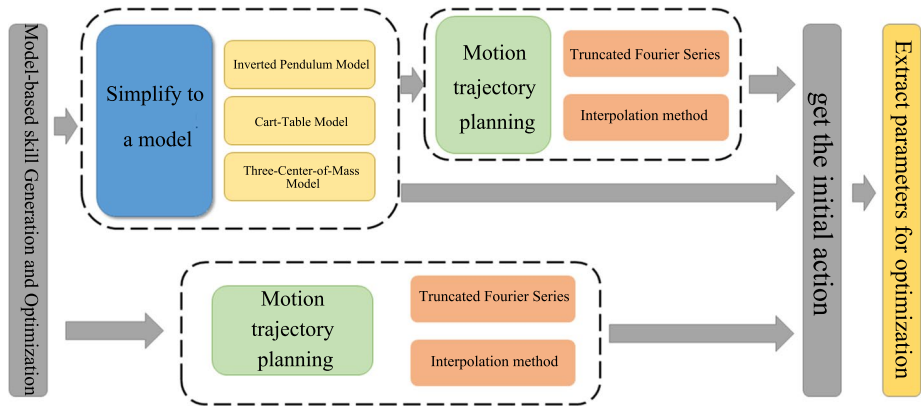 Model-based skill Generation and Optimization
Simplify to
a model
Inverted Pendulum Model
Cart-Table Model
Three-Center-of-Mass
Model
Motion
trajectory
planning
Truncated Fourier Series
Interpolation method
Motion
trajectory
planning
Truncated Fourier Series
Interpolation method
get the initial action
Extract parameters for optimization